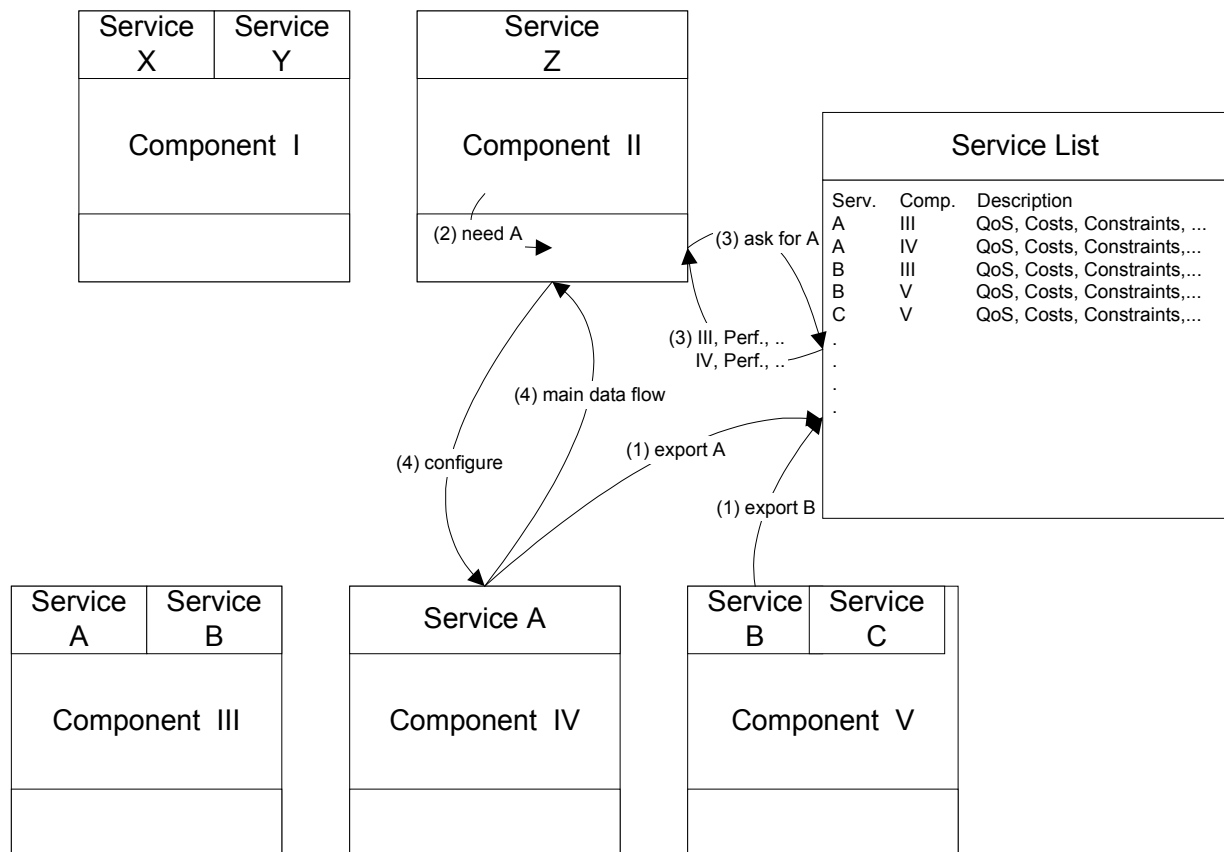 Service
X
Service
Y
Component I
Service
Z
Component II
(2) need A
(3) ask for A
(3) III, Perf., ..
IV, Perf., ..
Service List
Serv. Comp. Description
A III QoS, Costs, Constraints, ...
A IV QoS, Costs, Constraints,...
B III QoS, Costs, Constraints,...
B V QoS, Costs, Constraints,...
C V QoS, Costs, Constraints,...
.
.
.
.
(4) main data flow
(4) configure
(1) export A
(1) export B
Service
A
Service
B
Component III
Service A
Component IV
Service
B
Service
C
Component V